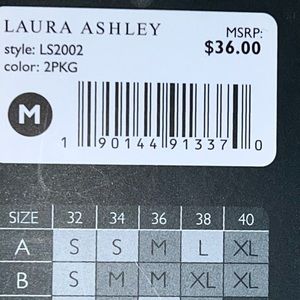 LAURA ASHLEY
MSRP:
style: LS2002
$36.00
color: 2PKG
M
1 90144 91337 0
SIZE 32 34 36 38 40
A S S M L XL
B S M M XL XL